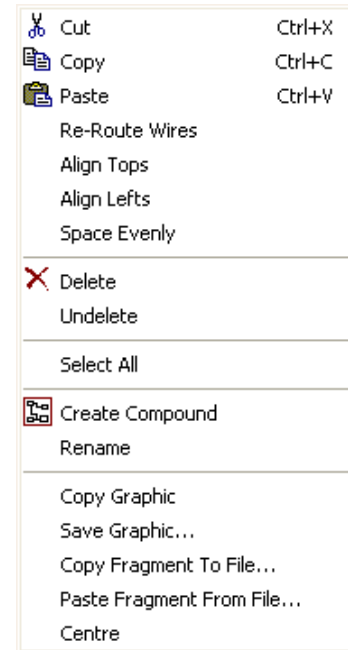 Cut Ctrl+X
Copy Ctrl+C
Paste Ctrl+V
Re-Route Wires
Align Tops
Align Lefts
Space Evenly
Delete
Undelete
Select All
Create Compound
Rename
Copy Graphic
Save Graphic...
Copy Fragment To File...
Paste Fragment From File...
Centre